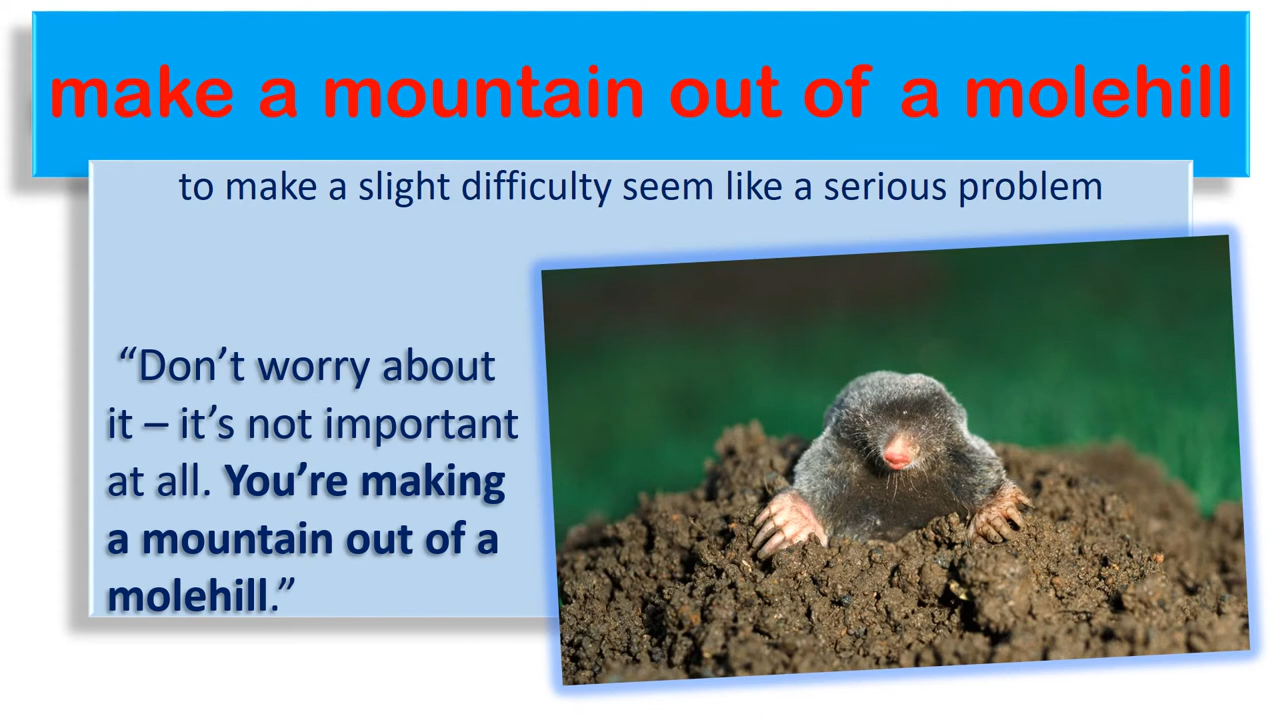 make a mountain out of a molehill
to make a slight difficulty seem like a serious problem
“Don’t worry about
it – it’s not important
at all. You’re making
a mountain out of a
molehill.”